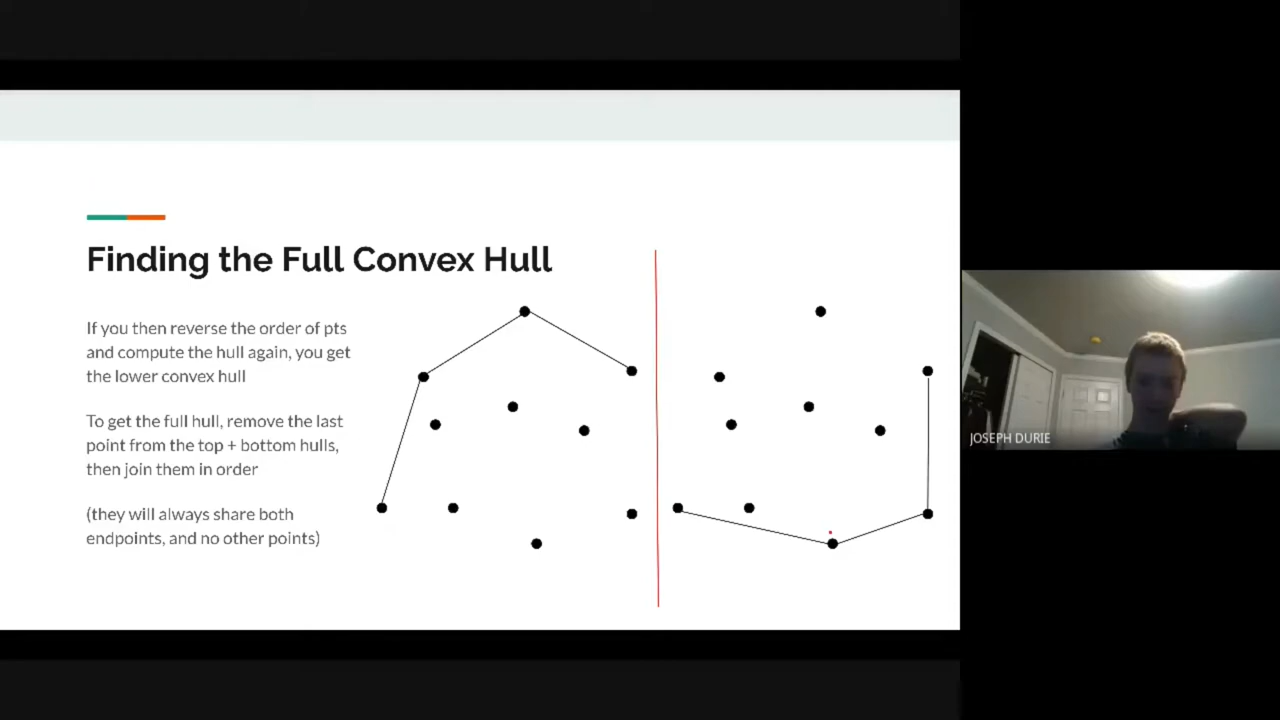 Finding the Full Convex Hull
If you then reverse the order of pts
and compute the hull again, you get
the lower convex hull
To get the full hull, remove the last
point from the top + bottom hulls,
then join them in order
(they will always share both
endpoints, and no other points)
JOSEPH DURIE